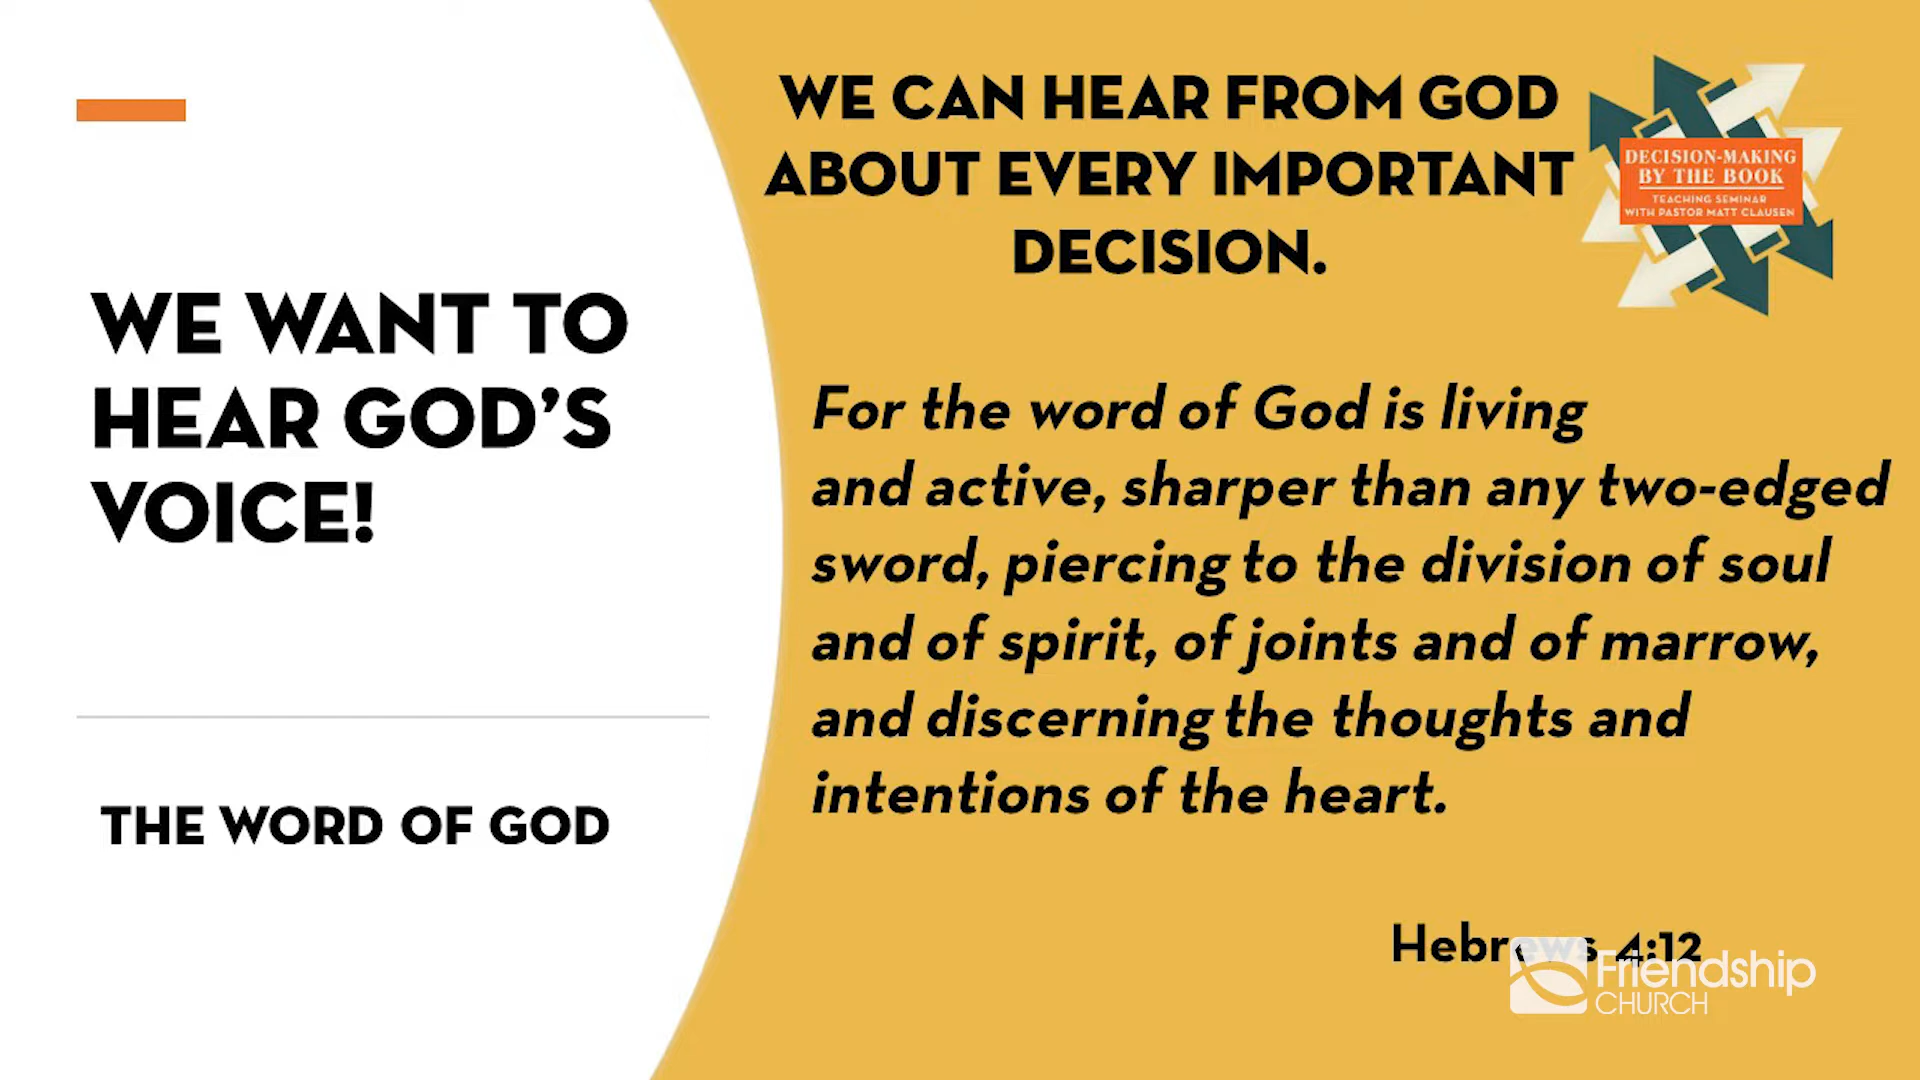 WE WANT TO
HEAR GOD'S
VOICE!
THE WORD OF GOD
WE CAN HEAR FROM GOD
ABOUT EVERY IMPORTANT
DECISION.
DECISION-MAKING
BY THE BOOK
TEACHING SEMINAR
WITH PASTOR MATT CLAUSEN
For the word of God is living
and active, sharper than any two-edged
sword, piercing to the division of soul
and of spirit, of joints and of marrow,
and discerning the thoughts and
intentions of the heart.
Hebrews 4:12
Friendship
CHURCH